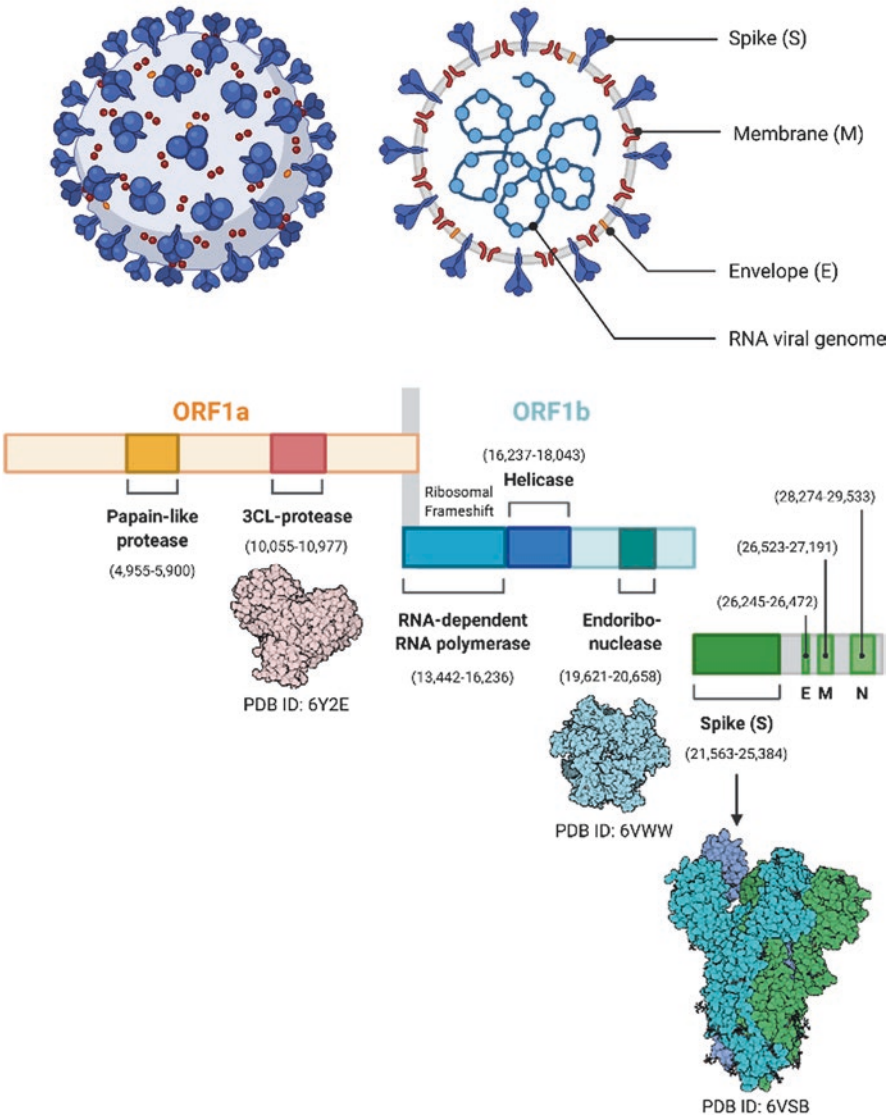 Spike (S)
Membrane (M)
Envelope (E)
RNA viral genome
ORF1a
ORF1b
(16,237-18,043)
Helicase
Ribosomal
Frameshift
(28,274-29,533)
(26,523-27,191)
(26,245-26,472)
Papain-like
protease
(4,955-5,900)
3CL-protease
(10,055-10,977)
PDB ID: 6Y2E
RNA-dependent
RNA polymerase
(13,442-16,236)
Endoribo-
nuclease
(19,621-20,658)
PDB ID: 6VWW
E M N
Spike (S)
(21,563-25,384)
PDB ID: 6VSB